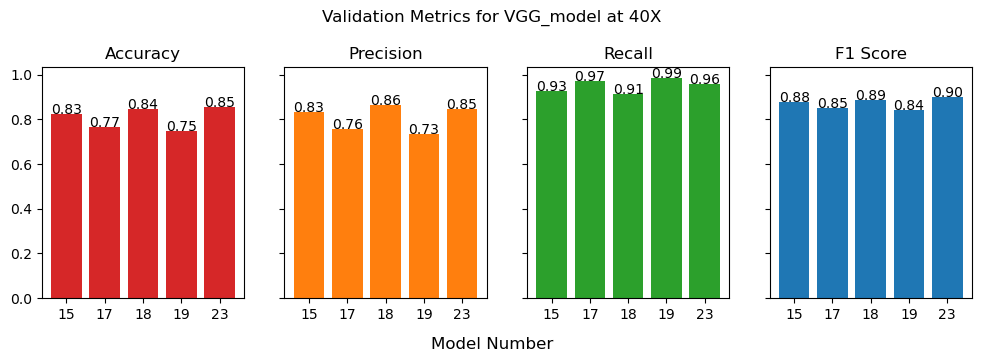 Validation Metrics for VGG_model at 40X
Accuracy Precision Recall F1 Score
1.0
0.8
0.6
0.4
0.2
0.0
0.83 0.77 0.84 0.75 0.85
0.83 0.76 0.86 0.73 0.85
0.93 0.97 0.91 0.99 0.96
0.88 0.85 0.89 0.84 0.90
15 17 18 19 23 15 17 18 19 23 15 17 18 19 23 15 17 18 19 23
Model Number